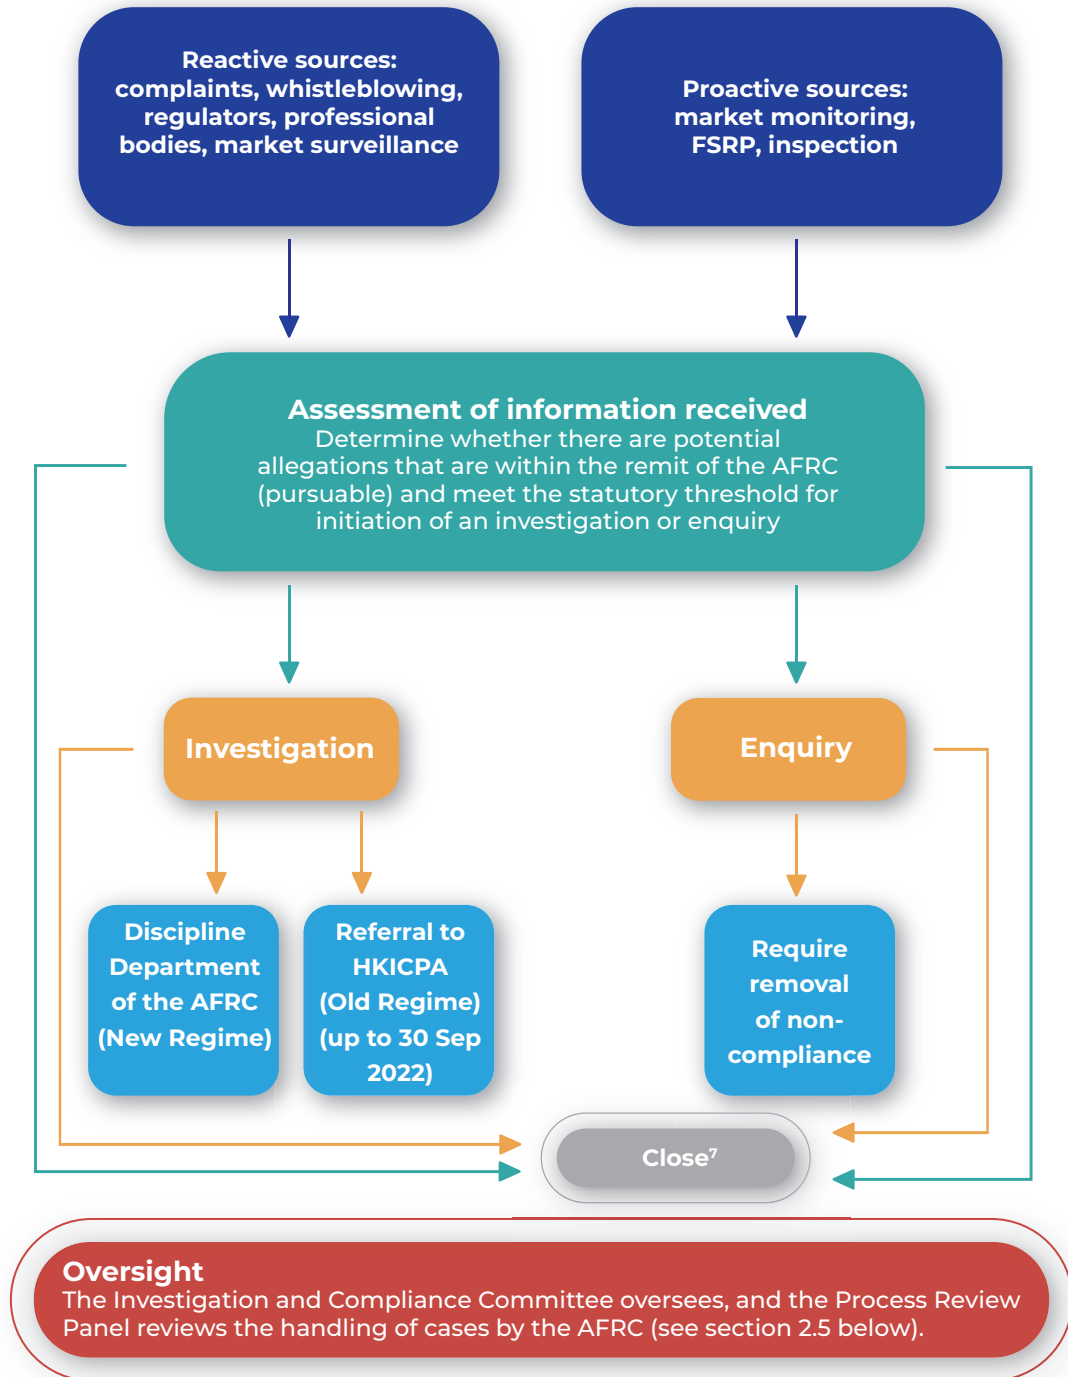 Reactive sources:
complaints, whistleblowing,
regulators, professional
bodies, market surveillance
Proactive sources:
market monitoring,
FSRP, inspection
Assessment of information received
Determine whether there are potential
allegations that are within the remit of the AFRC
(pursuable) and meet the statutory threshold for
initiation of an investigation or enquiry
Investigation
Enquiry
Discipline
Department
of the AFRC
(New Regime)
Referral to
HKICPA
(Old Regime)
(up to 30 Sep
2022)
Require
removal
of non-
compliance
Close⁷
Oversight
The Investigation and Compliance Committee oversees, and the Process Review
Panel reviews the handling of cases by the AFRC (see section 2.5 below).